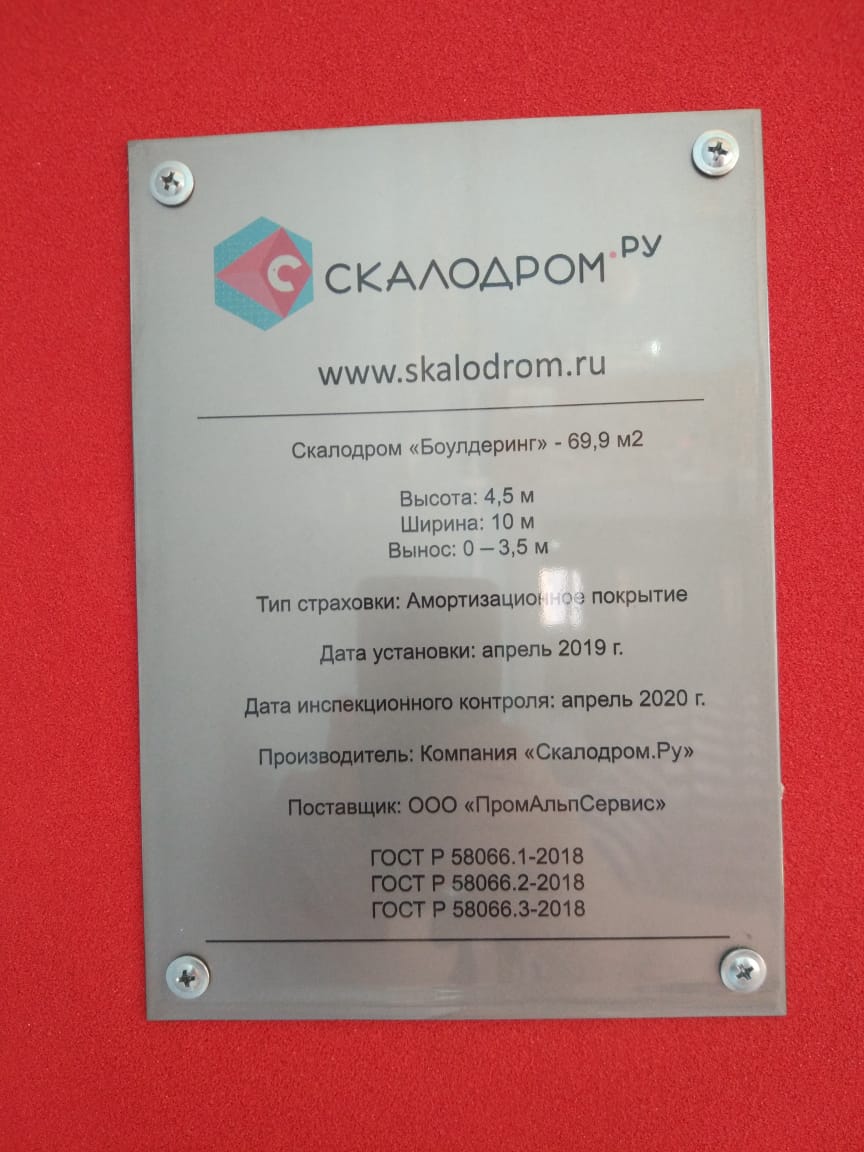 С СКАЛОДРОМ.РУ
www.skalodrom.ru
Скалодром «Боулдеринг» - 69,9 м2
Высота: 4,5 м
Ширина: 10 м
Вынос: 0 – 3,5 м
Тип страховки: Амортизационное покрытие
Дата установки: апрель 2019 г.
Дата инспекционного контроля: апрель 2020 г.
Производитель: Компания «Скалодром.Ру»
Поставщик: ООО «ПромАльпСервис»
ГОСТ Р 58066.1-2018
ГОСТ Р 58066.2-2018
ГОСТ Р 58066.3-2018